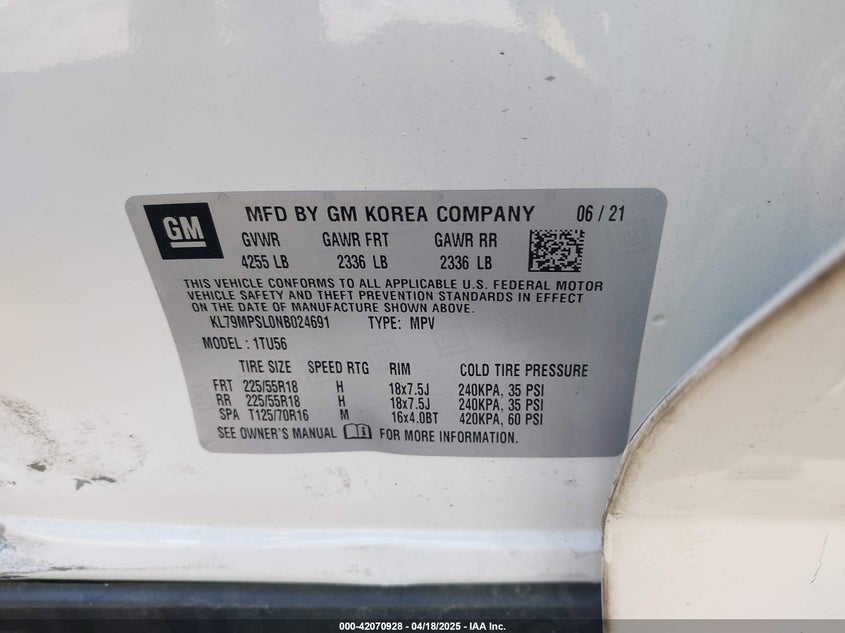 GM MFD BY GM KOREA COMPANY 06 / 21
GVWR GAWR FRT GAWR RR
4255 LB 2336 LB 2336 LB
THIS VEHICLE CONFORMS TO ALL APPLICABLE U.S. FEDERAL MOTOR
VEHICLE SAFETY AND THEFT PREVENTION STANDARDS IN EFFECT
ON THE DATE OF MANUFACTURE SHOWN ABOVE.
KL79MPSL0NB024691 TYPE: MPV
MODEL : 1TU56
TIRE SIZE SPEED RTG RIM COLD TIRE PRESSURE
FRT 225/55R18 H 18x7.5J 240KPA, 35 PSI
RR 225/55R18 H 18x7.5J 240KPA, 35 PSI
SPA T125/70R16 M 16x4.0BT 420KPA, 60 PSI
SEE OWNER'S MANUAL FOR MORE INFORMATION.
000-42070928 - 04/18/2025 - IAA Inc.